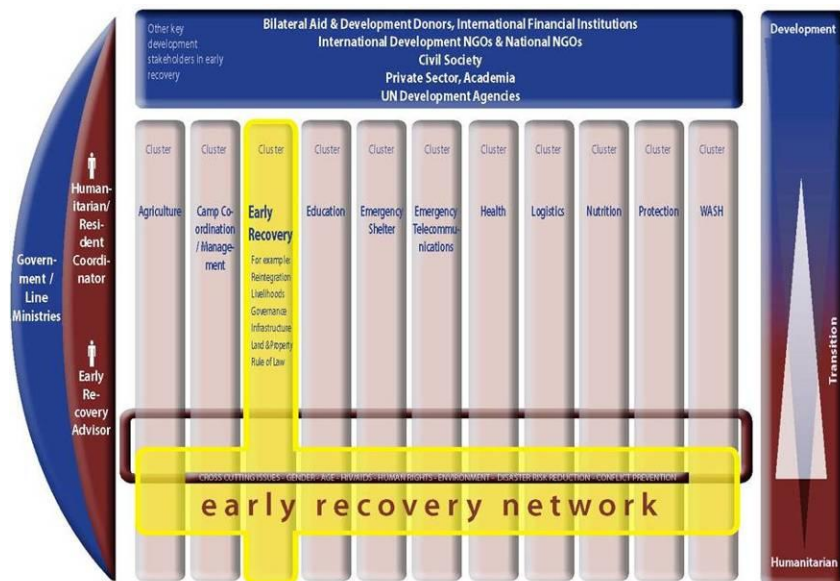 Other key
development
stakeholders in early
recovery
Bilateral Aid & Development Donors, International Financial Institutions
International Development NGOs & National NGOs
Civil Society
Private Sector, Academia
UN Development Agencies
Govern-
ment /
Line
Ministries
Human-
itarian/
Resi-
dent
Coordi-
nator
Early
Re-
covery
Advisor
Cluster
Agriculture
Cluster
Camp Co-
ordination
/ Manage-
ment
Cluster
Early
Recovery
For example:
Reintegration
Livelihoods
Governance
Infrastructure
Land &Property
Rule of Law
Cluster
Education
Cluster
Emergency
Shelter
Cluster
Emergency
Telecommu-
nications
Cluster
Health
Cluster
Logistics
Cluster
Nutrition
Cluster
Protection
Cluster
WASH
CROSS CUTTING ISSUES - GENDER - AGE - HIV/AIDS - HUMAN RIGHTS - ENVIRONMENT - DISASTER RISK REDUCTION - CONFLICT PREVENTION
early recovery network
Development
Transition
Humanitarian